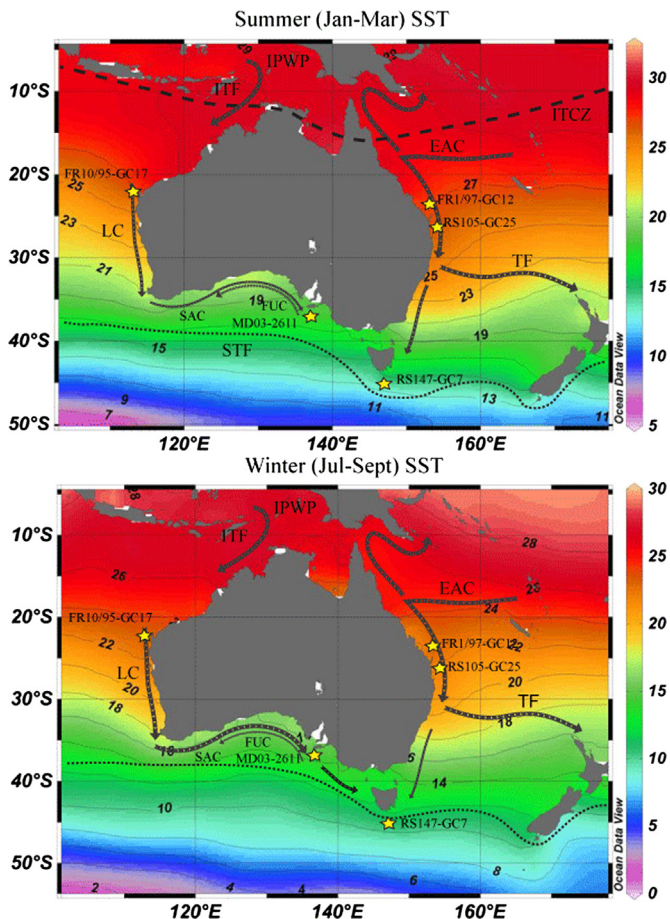 Summer (Jan-Mar) SST
29
IPWP
29
30
10°S
ITF
ITCZ
25
20°S
EAC
FR10/95-GC17
25
27
FR1/97-GC12
23
RS105-GC25
LC
20
30°S
21
TF
25
23
19
FUC
SAC
MD03-2611
15
19
40°S
15
STF
RS147-GC7
10
13
11
9
11
7
50°S
5
120°E
140°E
160°E
Ocean Data View
Winter (Jul-Sept) SST
30
28
IPWP
10°S
ITF
28
25
26
EAC
20°S
24
FR10/95-GC17
FR1/97-GC12
22
22
20
LC
RS105-GC25
20
20
30°S
18
TF
18
15
16
FUC
SAC
MD03-2611
14
40°S
10
10
RS147-GC7
8
5
50°S
6
2
4
4
0
120°E
140°E
160°E
Ocean Data View